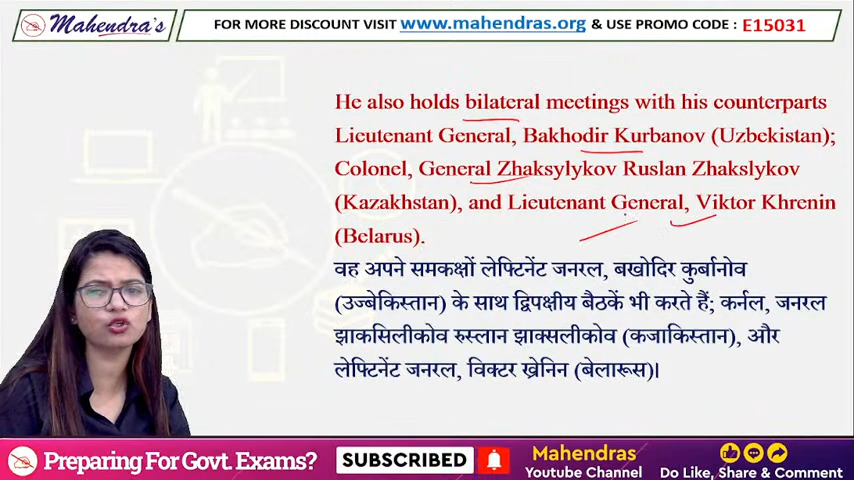 Mahendra's
FOR MORE DISCOUNT VISIT www.mahendras.org & USE PROMO CODE : E15031
He also holds bilateral meetings with his counterparts
Lieutenant General, Bakhodir Kurbanov (Uzbekistan);
Colonel, General Zhaksylykov Ruslan Zhakslykov
(Kazakhstan), and Lieutenant General, Viktor Khrenin
(Belarus).
वह अपने समकक्षों लेफ्टिनेंट जनरल, बखोदिर कुर्बानोव
(उज्बेकिस्तान) के साथ द्विपक्षीय बैठकें भी करते हैं; कर्नल, जनरल
झाकसिलीकोव रुस्लान झाक्सलीकोव (कजाकिस्तान), और
लेफ्टिनेंट जनरल, विक्टर ख्रेनिन (बेलारूस)।
Preparing For Govt. Exams?
SUBSCRIBED
Mahendras
Youtube Channel
Do Like, Share & Comment